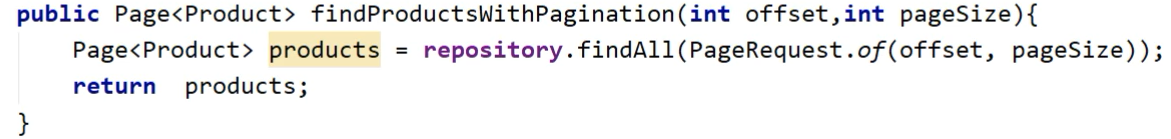 public Page<Product> findProductsWithPagination(int offset,int pageSize){
    Page<Product> products = repository.findAll(PageRequest.of(offset, pageSize));
    return  products;
}